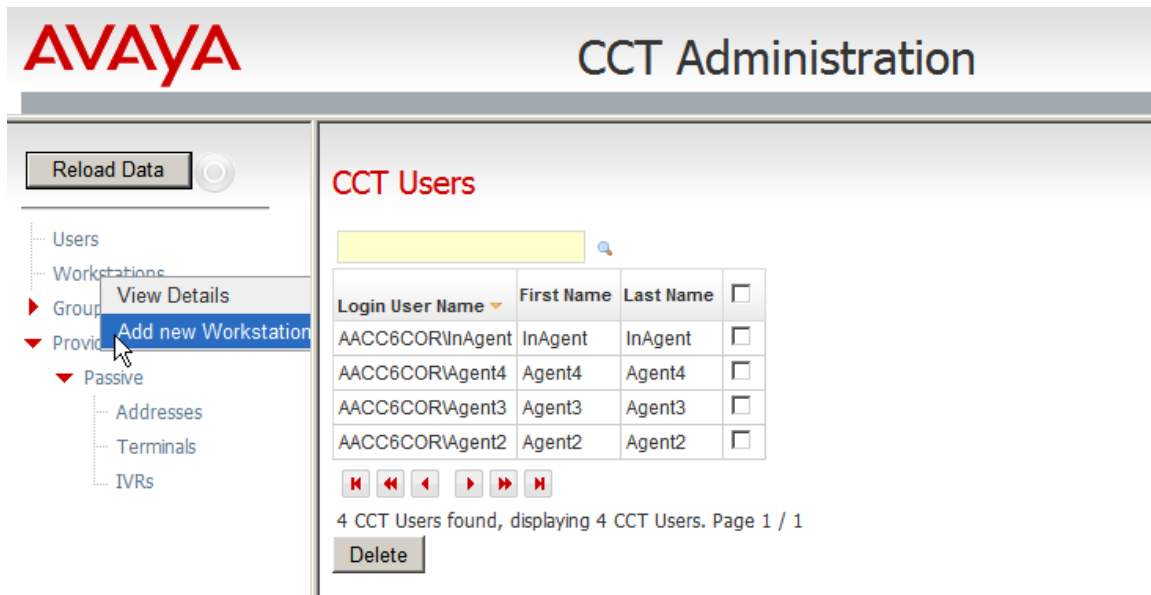 AVAYA
CCT Administration
Reload Data
Users
Workstations
View Details
Add new Workstation
Passive
Addresses
Terminals
IVRs
CCT Users
Login User Name First Name Last Name
AACC6COR\InAgent InAgent InAgent
AACC6COR\Agent4 Agent4 Agent4
AACC6COR\Agent3 Agent3 Agent3
AACC6COR\Agent2 Agent2 Agent2
4 CCT Users found, displaying 4 CCT Users. Page 1 / 1
Delete